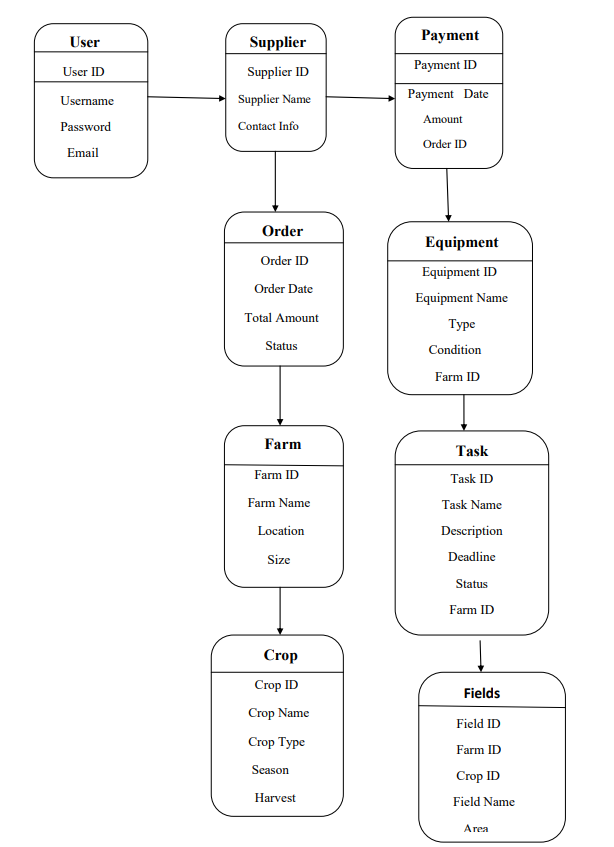 User
User ID
Username
Password
Email
Supplier
Supplier ID
Supplier Name
Contact Info
Payment
Payment ID
Payment Date
Amount
Order ID
Order
Order ID
Order Date
Total Amount
Status
Equipment
Equipment ID
Equipment Name
Type
Condition
Farm ID
Farm
Farm ID
Farm Name
Location
Size
Task
Task ID
Task Name
Description
Deadline
Status
Farm ID
Crop
Crop ID
Crop Name
Crop Type
Season
Harvest
Fields
Field ID
Farm ID
Crop ID
Field Name
Area